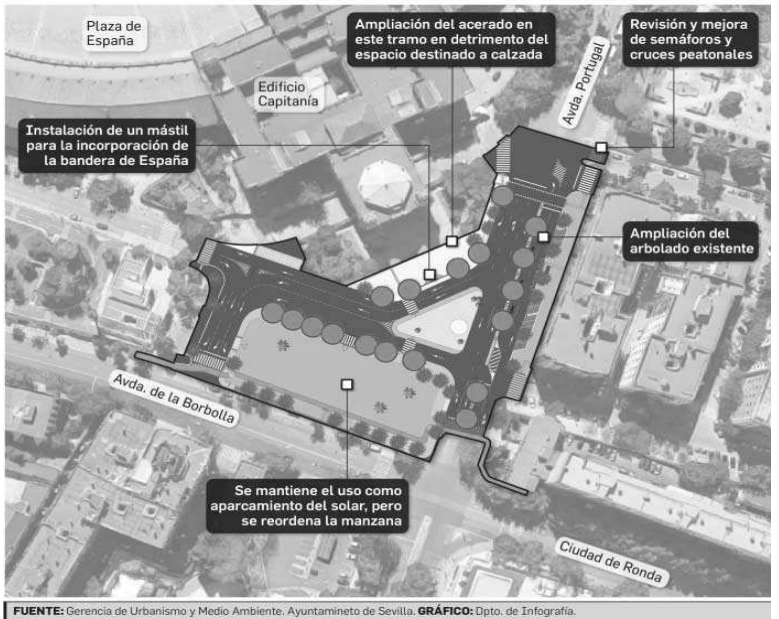 Plaza de
España
Ampliación del acerado en
este tramo en detrimento del
espacio destinado a calzada
Revisión y mejora
de semáforos y
cruces peatonales
Avda. Portugal
Edificio
Capitanía
Instalación de un mástil
para la incorporación de
la bandera de España
Ampliación del
arbolado existente
Avda. de la Borbolla
Se mantiene el uso como
aparcamiento del solar, pero
se reordena la manzana
Ciudad de Ronda
FUENTE: Gerencia de Urbanismo y Medio Ambiente. Ayuntamineto de Sevilla. GRÁFICO: Dpto. de Infografía.